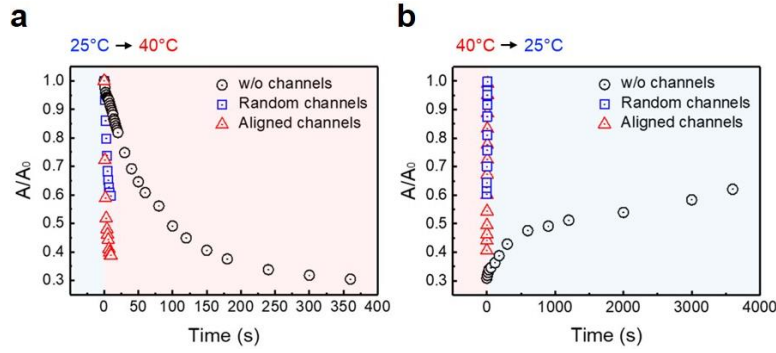 a
25°C → 40°C
w/o channels
Random channels
Aligned channels
A/A0
1.0
0.9
0.8
0.7
0.6
0.5
0.4
0.3
0 50 100 150 200 250 300 350 400
Time (s)
b
40°C → 25°C
w/o channels
Random channels
Aligned channels
A/A0
1.0
0.9
0.8
0.7
0.6
0.5
0.4
0.3
0 1000 2000 3000 4000
Time (s)